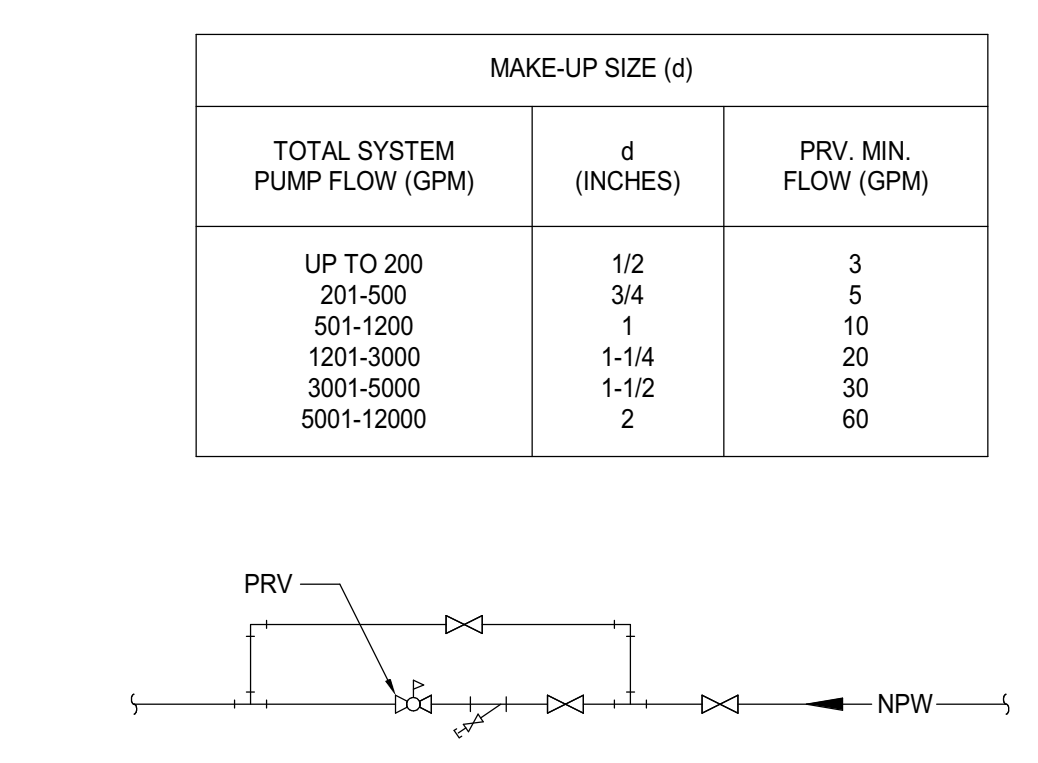 MAKE-UP SIZE (d)
TOTAL SYSTEM
PUMP FLOW (GPM)
d
(INCHES)
PRV. MIN.
FLOW (GPM)
UP TO 200 1/2 3
201-500 3/4 5
501-1200 1 10
1201-3000 1-1/4 20
3001-5000 1-1/2 30
5001-12000 2 60
PRV
NPW